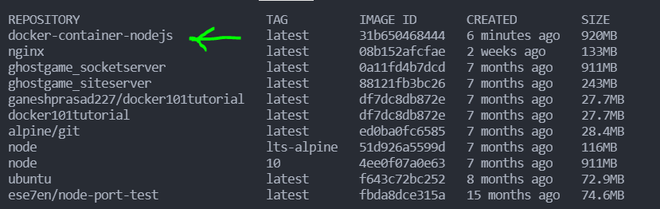 REPOSITORY TAG IMAGE ID CREATED SIZE
docker-container-nodejs latest 31b650468444 6 minutes ago 920MB
nginx latest 08b152afcfae 2 weeks ago 133MB
ghostgame_socketserver latest 0a11fd4b7dcd 7 months ago 911MB
ghostgame_siteserver latest 88121fb3bc26 7 months ago 243MB
ganeshprasad227/docker101tutorial latest df7dc8db872e 7 months ago 27.7MB
docker101tutorial latest df7dc8db872e 7 months ago 27.7MB
alpine/git latest ed0ba0fc6585 7 months ago 28.4MB
node lts-alpine 51d926a5599d 7 months ago 116MB
node 10 4ee0f07a0e63 7 months ago 911MB
ubuntu latest f643c72bc252 8 months ago 72.9MB
ese7en/node-port-test latest fbda8dce315a 15 months ago 74.6MB